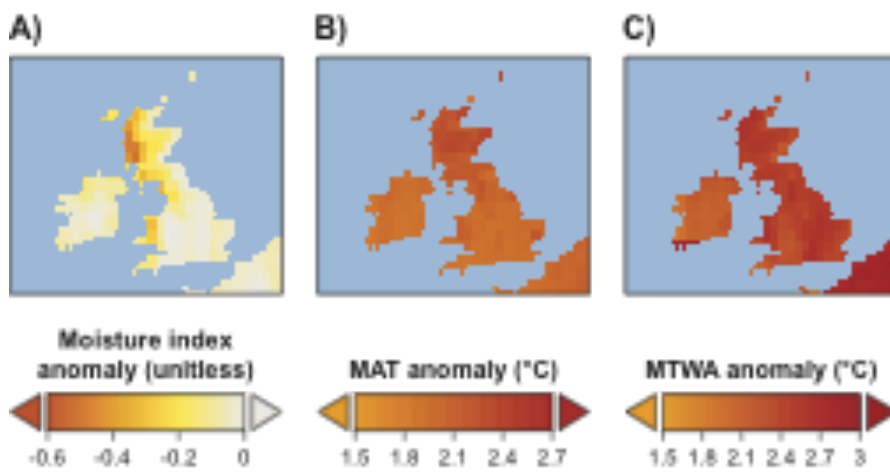 A)
B)
C)
Moisture index
anomaly (unitless)
-0.6 -0.4 -0.2 0
MAT anomaly (°C)
1.5 1.8 2.1 2.4 2.7
MTWA anomaly (°C)
1.5 1.8 2.1 2.4 2.7 3